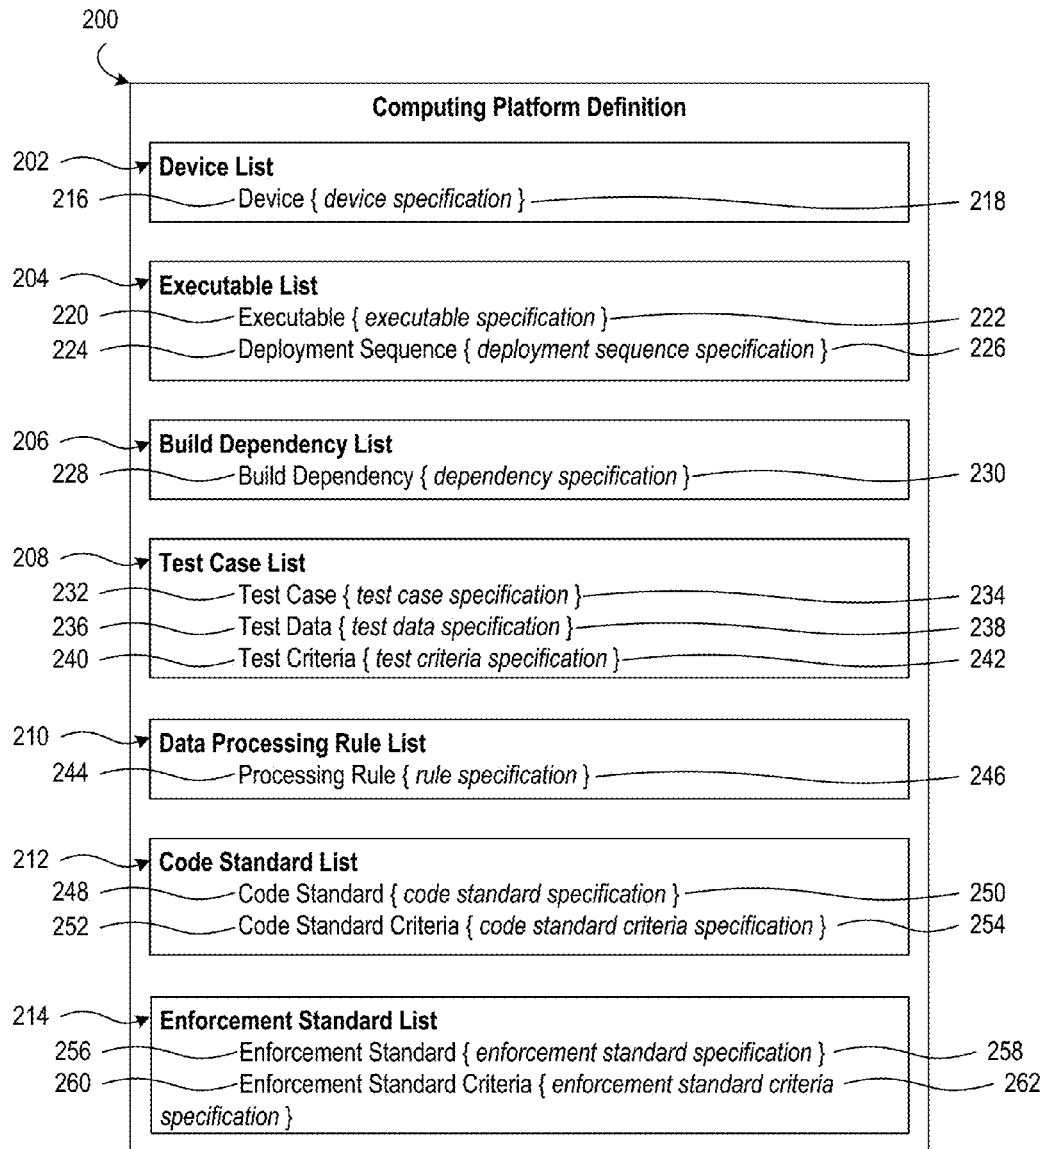 200
Computing Platform Definition
202 Device List
216 Device { device specification } 218
204 Executable List
220 Executable { executable specification } 222
224 Deployment Sequence { deployment sequence specification } 226
206 Build Dependency List
228 Build Dependency { dependency specification } 230
208 Test Case List
232 Test Case { test case specification } 234
236 Test Data { test data specification } 238
240 Test Criteria { test criteria specification } 242
210 Data Processing Rule List
244 Processing Rule { rule specification } 246
212 Code Standard List
248 Code Standard { code standard specification } 250
252 Code Standard Criteria { code standard criteria specification } 254
214 Enforcement Standard List
256 Enforcement Standard { enforcement standard specification } 258
260 Enforcement Standard Criteria { enforcement standard criteria 262
specification }